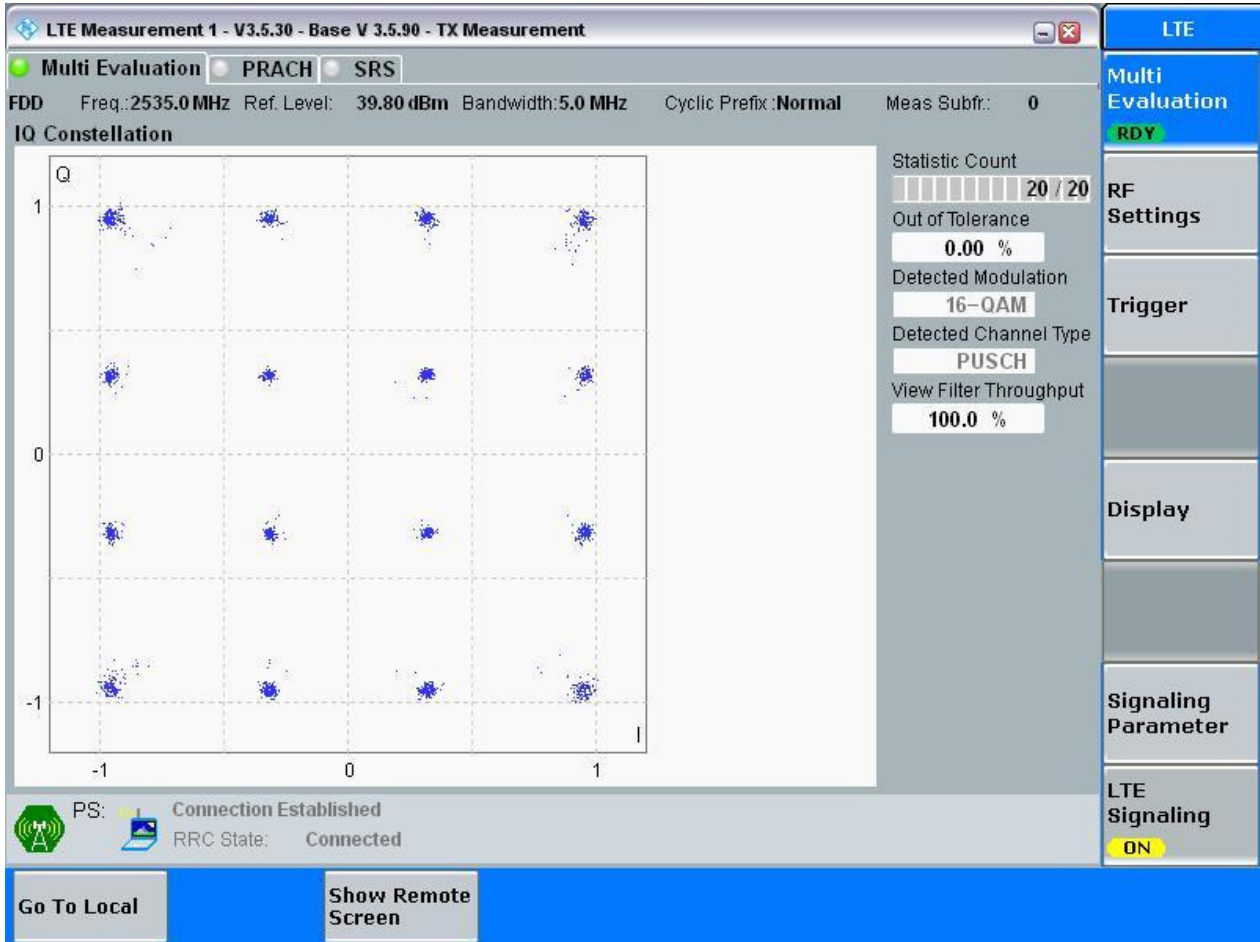 LTE Measurement 1 - V3.5.30 - Base V 3.5.90 - TX Measurement
LTE
Multi Evaluation PRACH SRS
Multi
Evaluation
RDY
FDD Freq.:2535.0 MHz Ref. Level: 39.80 dBm Bandwidth:5.0 MHz Cyclic Prefix :Normal Meas Subfr.: 0
IQ Constellation
Q
1
0
-1
-1 0 1
I
Statistic Count
20 / 20
Out of Tolerance
0.00 %
Detected Modulation
16-QAM
Detected Channel Type
PUSCH
View Filter Throughput
100.0 %
RF
Settings
Trigger
Display
Signaling
Parameter
LTE
Signaling
ON
PS: Connection Established
RRC State: Connected
Go To Local
Show Remote
Screen